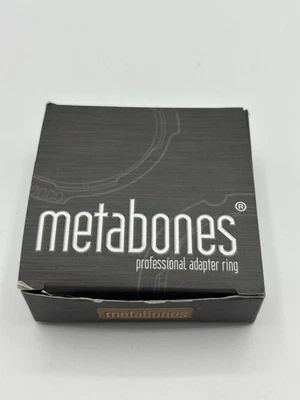 metabones®
professional adapter ring
metabones